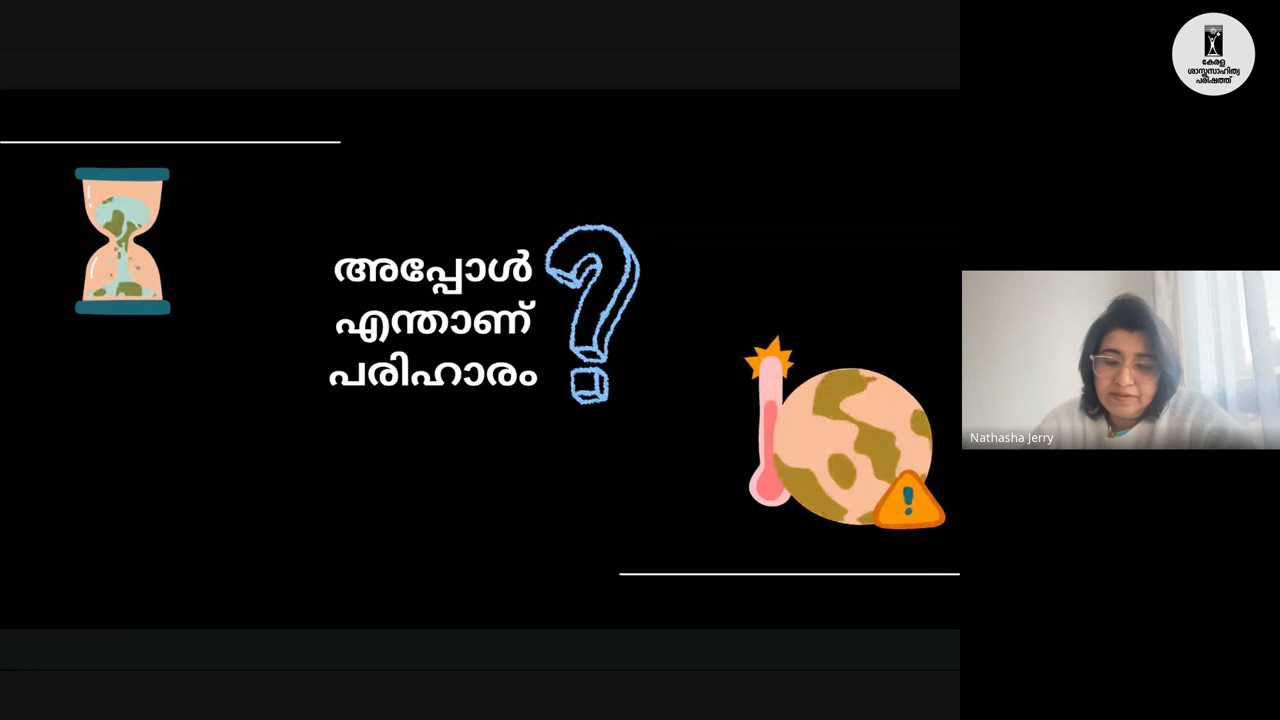 അപ്പോൾ
എന്താണ്
പരിഹാരം
?
കേരള
ശാസ്ത്രസാഹിത്യ
പരിഷത്ത്
Nathasha Jerry